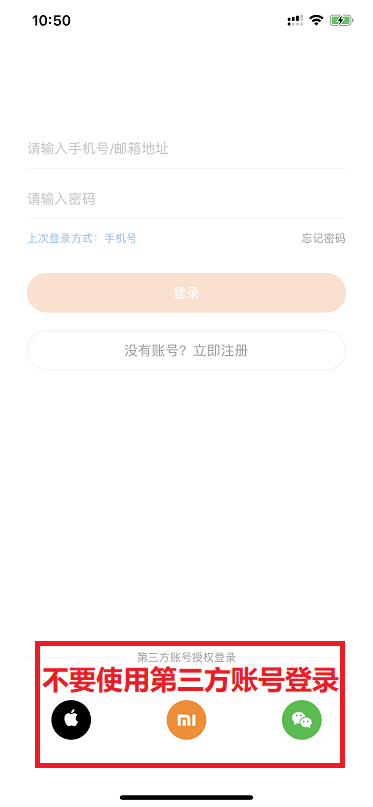 10:50
请输入手机号/邮箱地址
请输入密码
上次登录方式：手机号 忘记密码
登录
没有账号？立即注册
第三方账号授权登录
不要使用第三方账号登录
mi